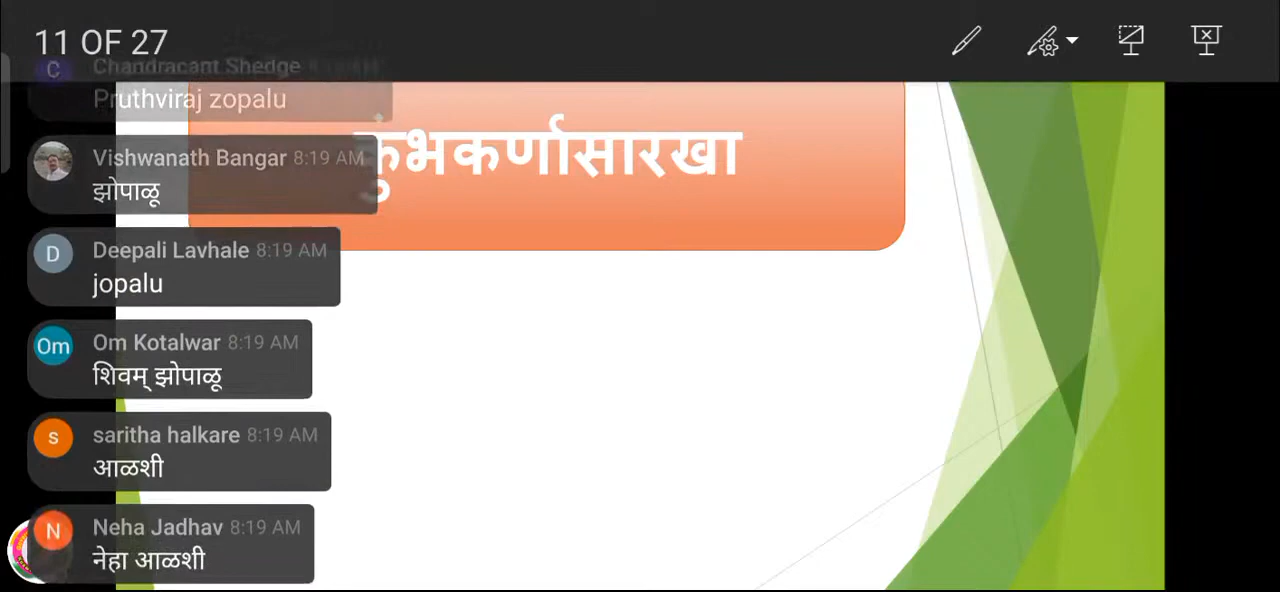 11 OF 27
Chandracant Shedge
Pruthviraj zopalu
कुंभकर्णासारखा
Vishwanath Bangar 8:19 AM
झोपाळू
Deepali Lavhale 8:19 AM
jopalu
Om Kotalwar 8:19 AM
शिवम् झोपाळू
saritha halkare 8:19 AM
आळशी
Neha Jadhav 8:19 AM
नेहा आळशी